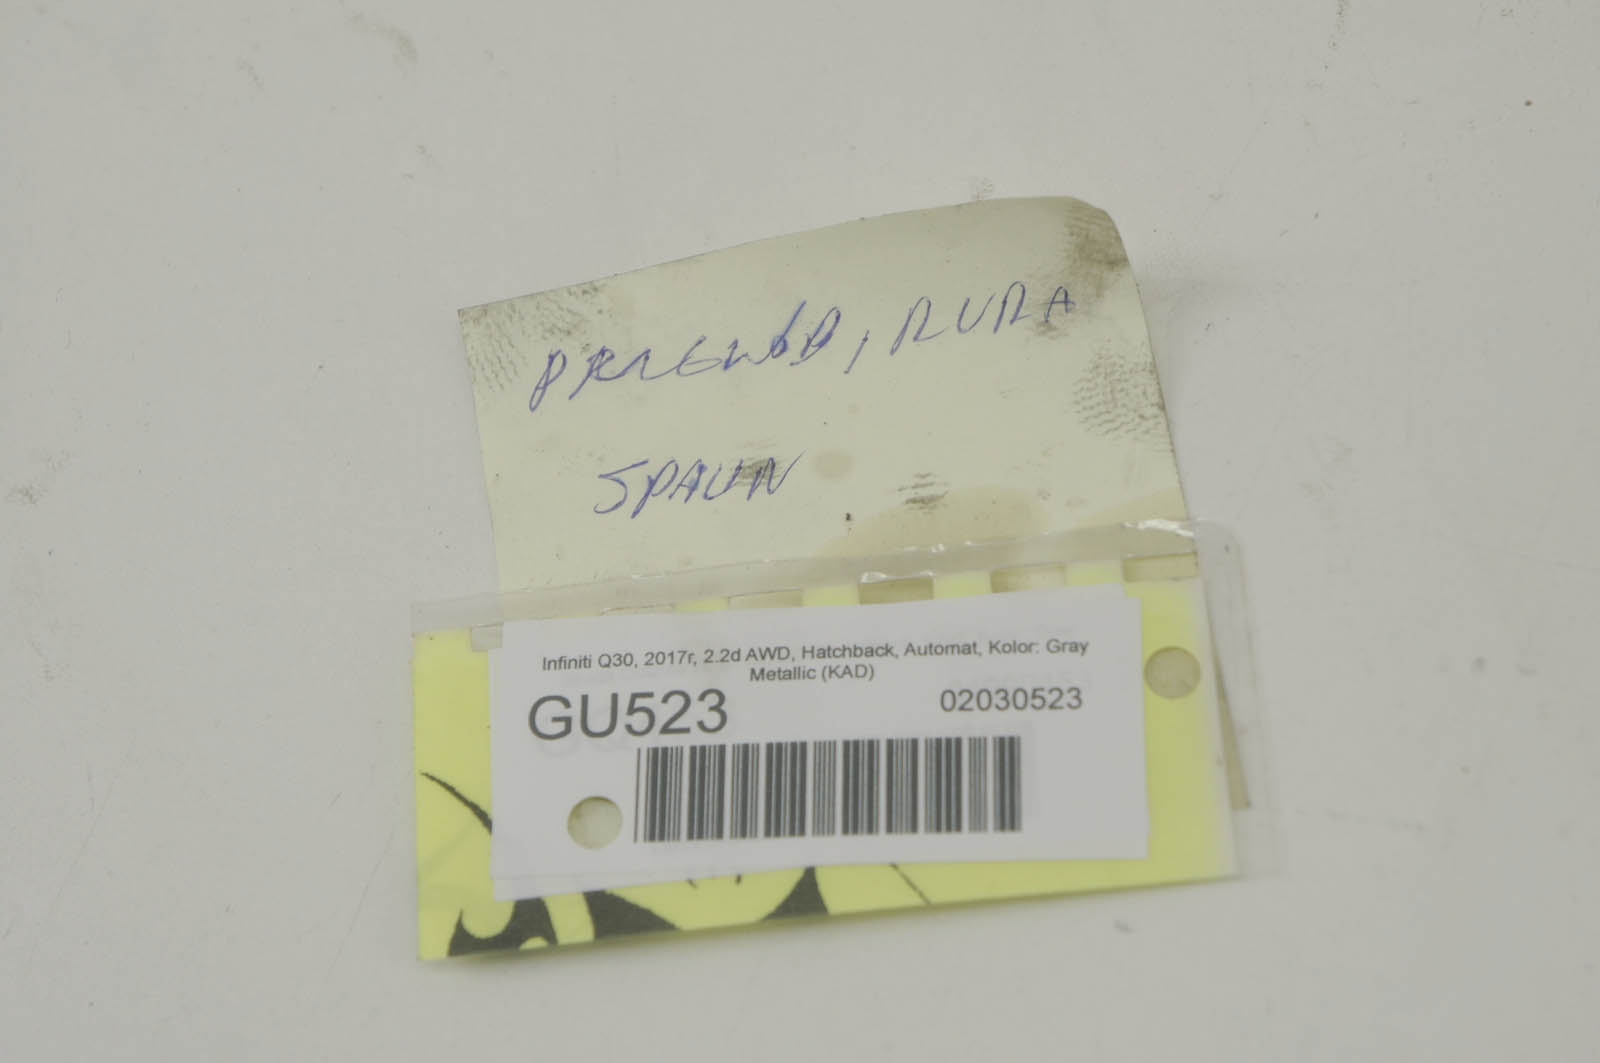 PRZEWÓD, RURA
SPALIN
Infiniti Q30, 2017r, 2.2d AWD, Hatchback, Automat, Kolor: Gray
Metallic (KAD)
GU523 02030523